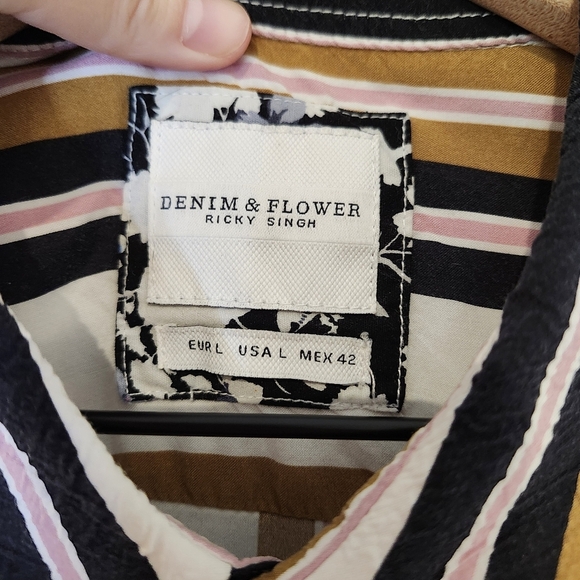 DENIM & FLOWER
RICKY SINGH
EUR L USA L MEX 42